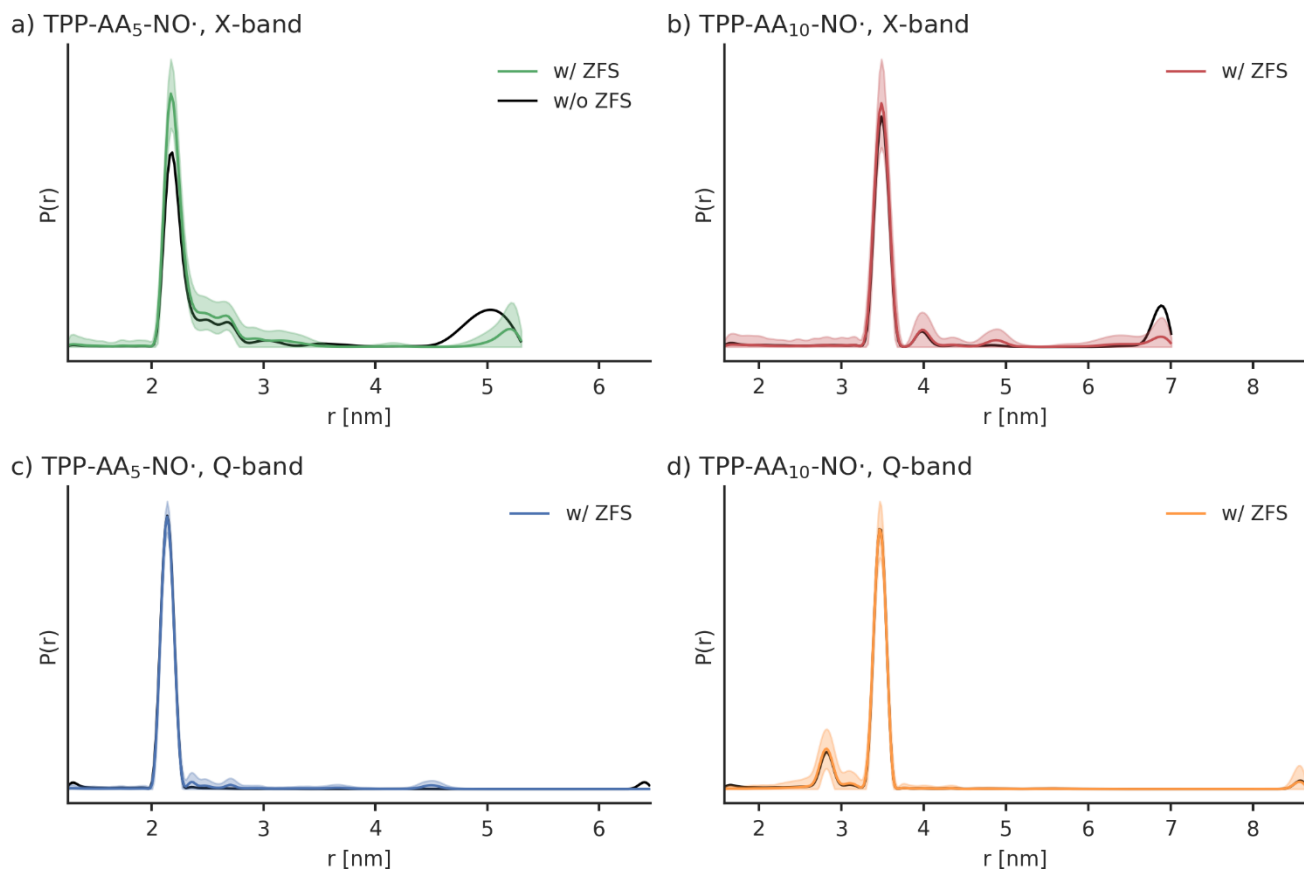 a) TPP-AA₅-NO·, X-band
w/ ZFS
w/o ZFS
P(r)
2 3 4 5 6
r [nm]
b) TPP-AA₁₀-NO·, X-band
w/ ZFS
P(r)
2 3 4 5 6 7 8
r [nm]
c) TPP-AA₅-NO·, Q-band
w/ ZFS
P(r)
2 3 4 5 6
r [nm]
d) TPP-AA₁₀-NO·, Q-band
w/ ZFS
P(r)
2 3 4 5 6 7 8
r [nm]